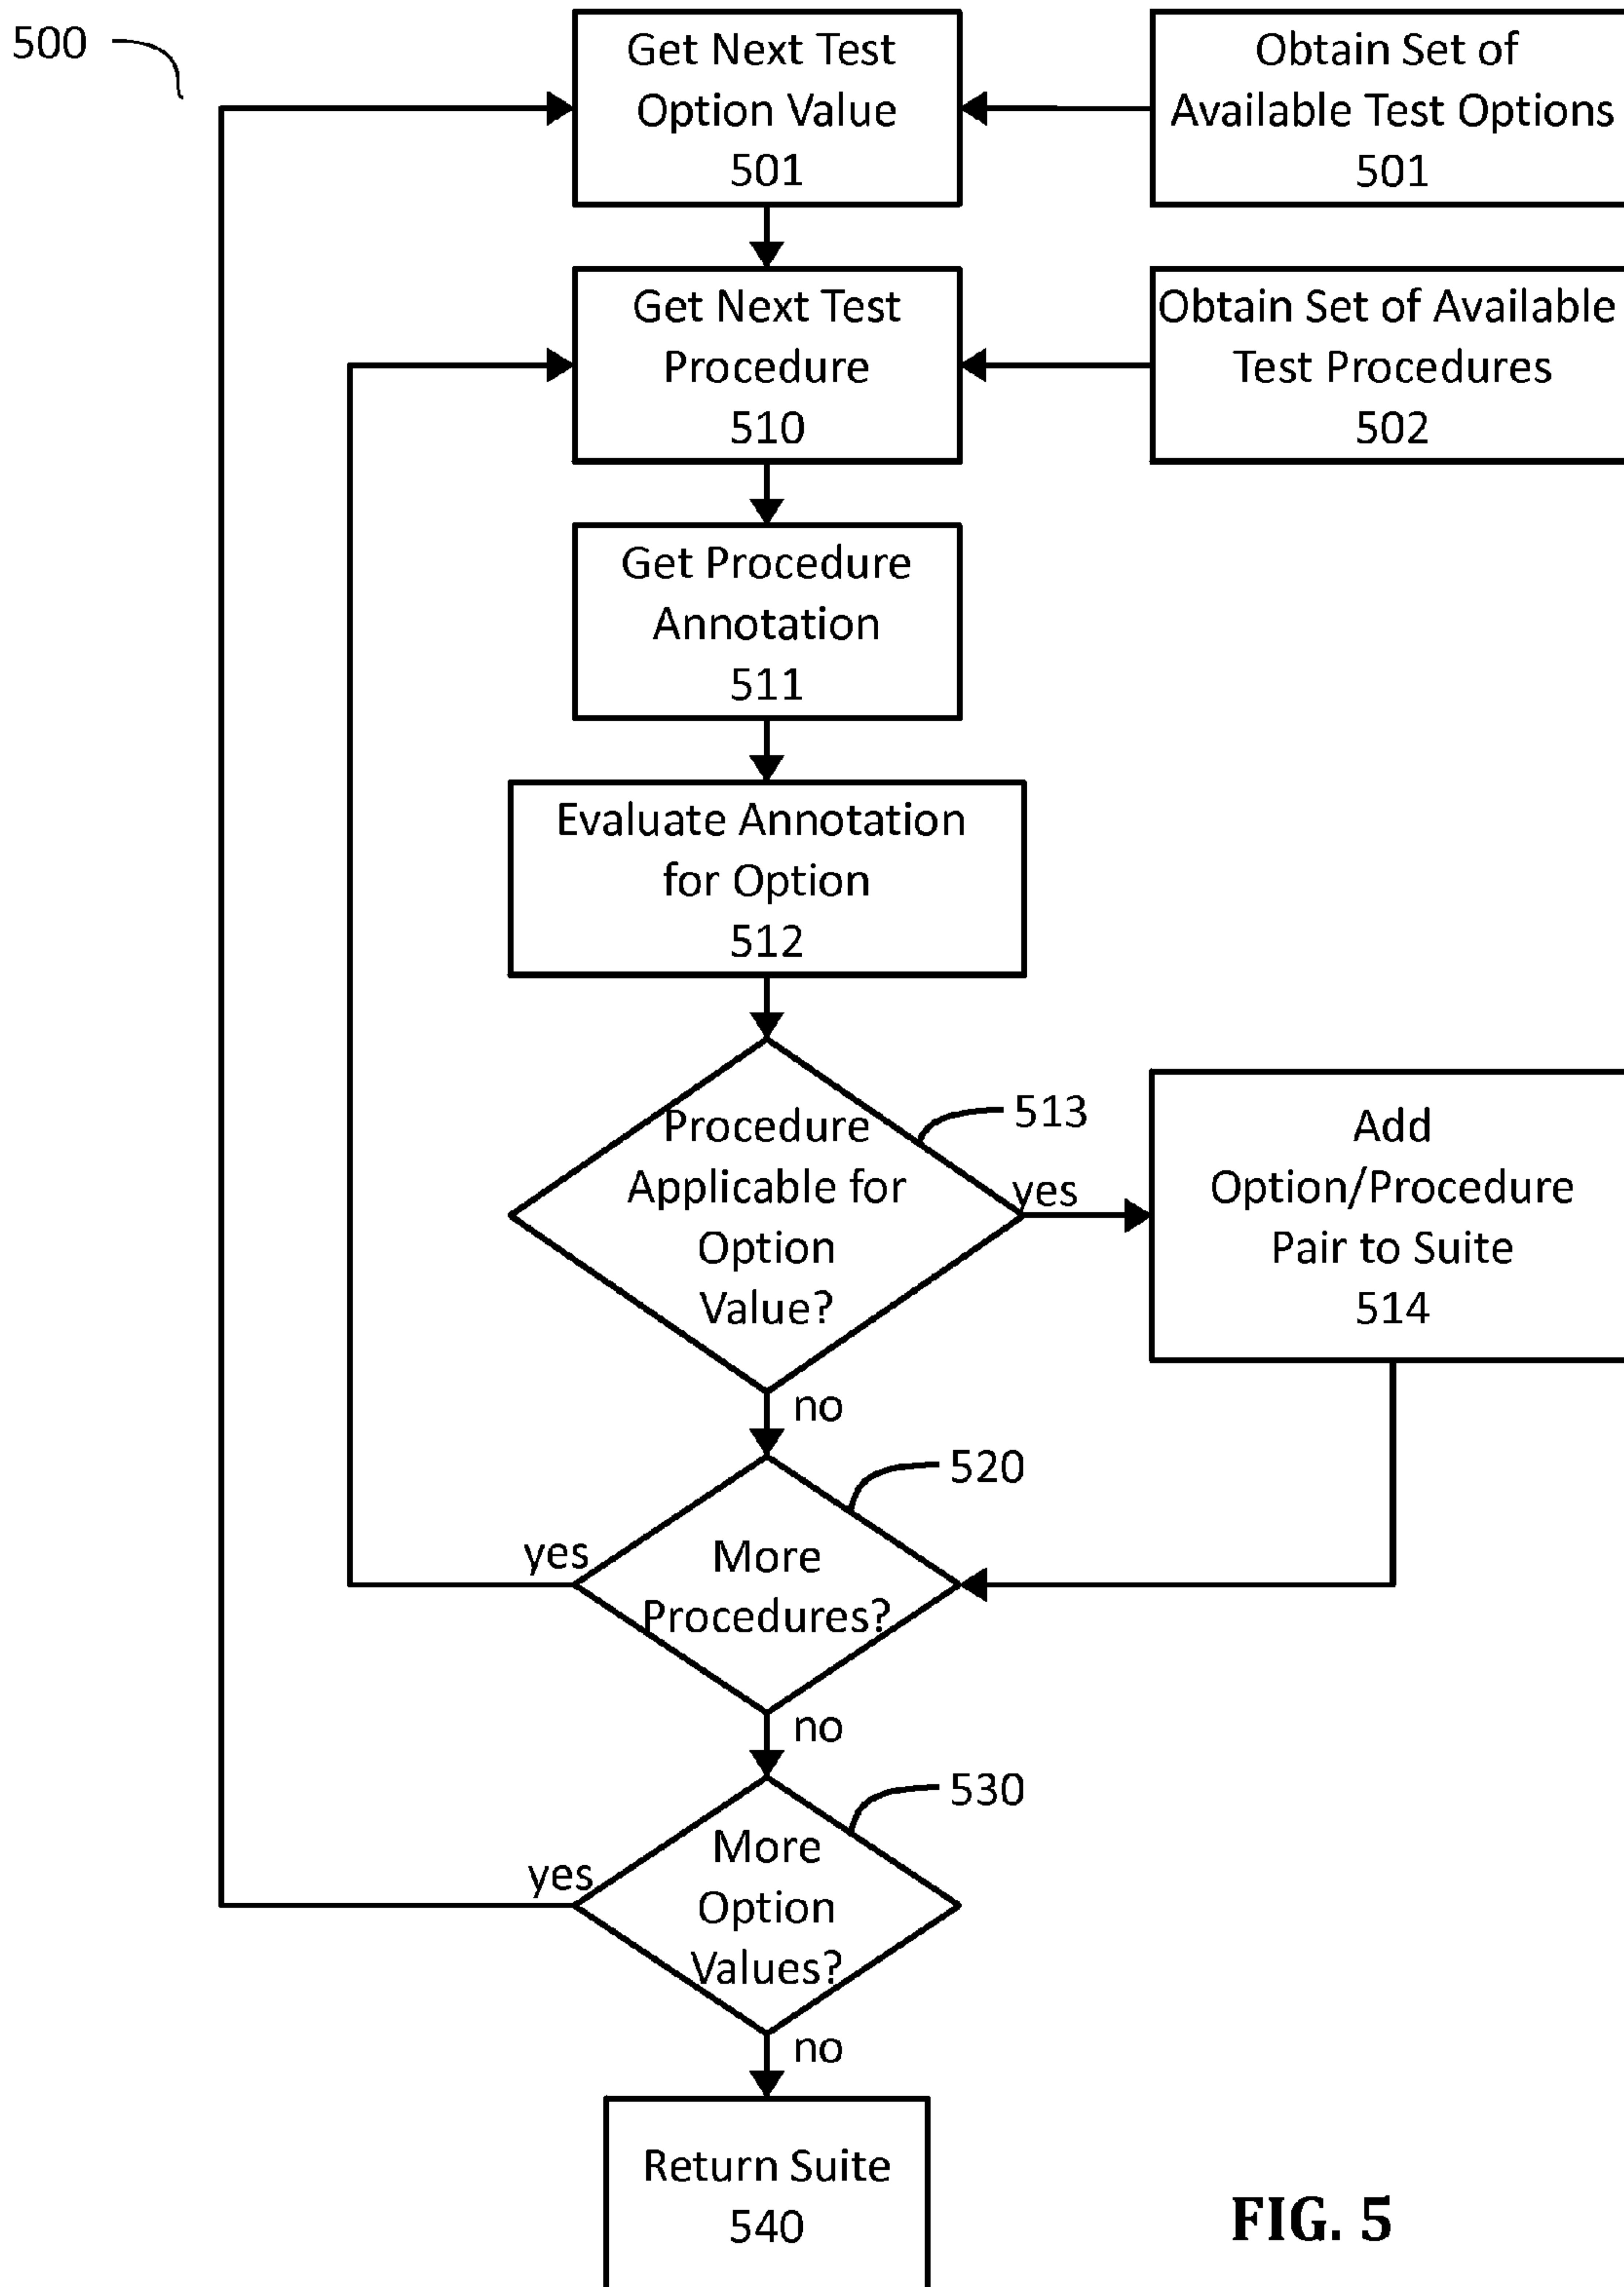 500
Get Next Test
Option Value
501
Obtain Set of
Available Test Options
501
Get Next Test
Procedure
510
Obtain Set of Available
Test Procedures
502
Get Procedure
Annotation
511
Evaluate Annotation
for Option
512
Procedure
Applicable for
Option
Value?
513
yes
Add
Option/Procedure
Pair to Suite
514
no
520
yes
More
Procedures?
no
530
yes
More
Option
Values?
no
Return Suite
540
FIG. 5